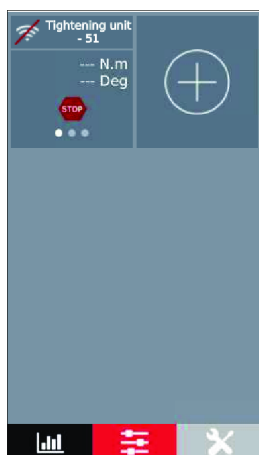 Tightening unit
- 51
--- N.m
--- Deg
STOP